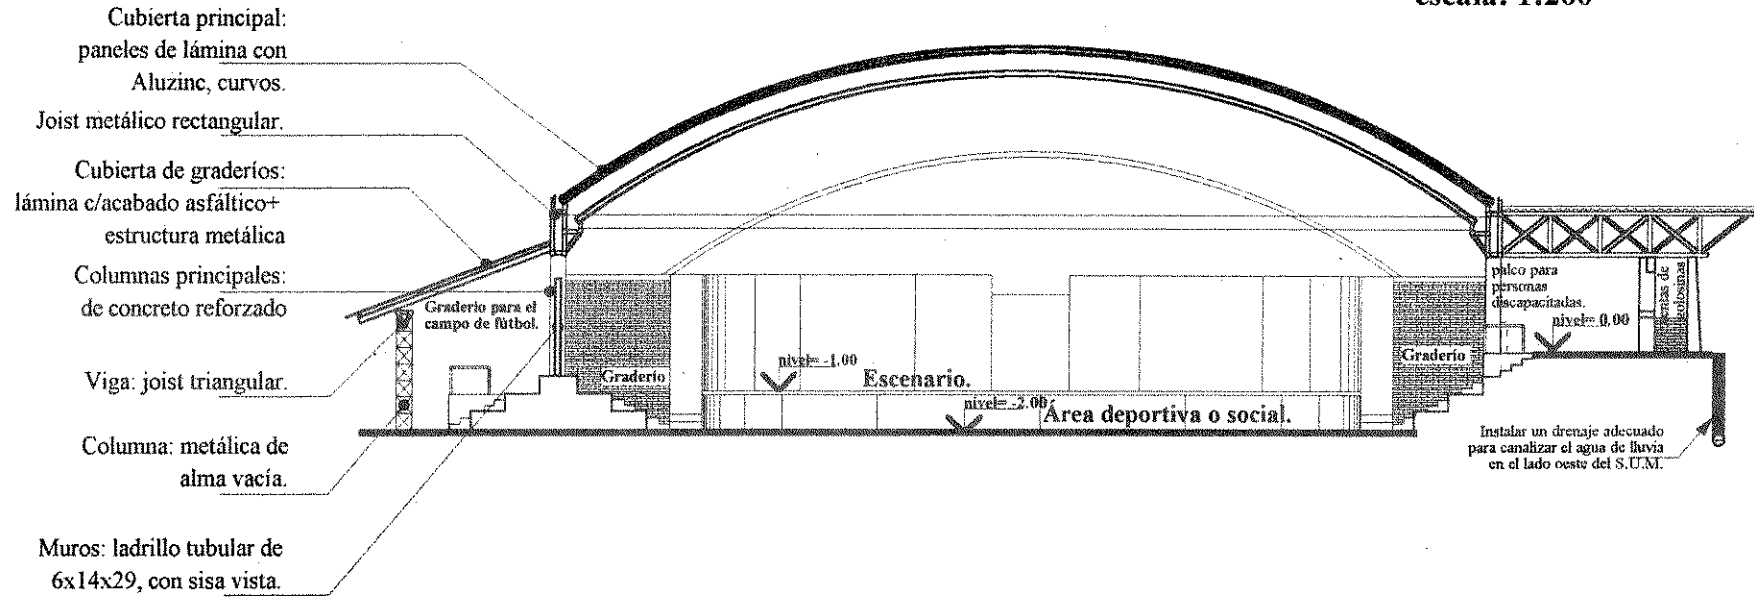 escala: 1:200
Cubierta principal:
paneles de lámina con
Aluzinc, curvos.
Joist metálico rectangular.
Cubierta de graderíos:
lámina c/acabado asfáltico+
estructura metálica
Columnas principales:
de concreto reforzado
Viga: joist triangular.
Columna: metálica de
alma vacía.
Muros: ladrillo tubular de
6x14x29, con sisa vista.
Graderío para el
campo de fútbol.
Graderío
nivel= -1.00
Escenario.
nivel= -2.00
Área deportiva o social.
Graderío
palco para
personas
discapacitadas.
nivel= 0.00
ventas de
golosinas
Instalar un drenaje adecuado
para canalizar el agua de lluvia
en el lado oeste del S.U.M.